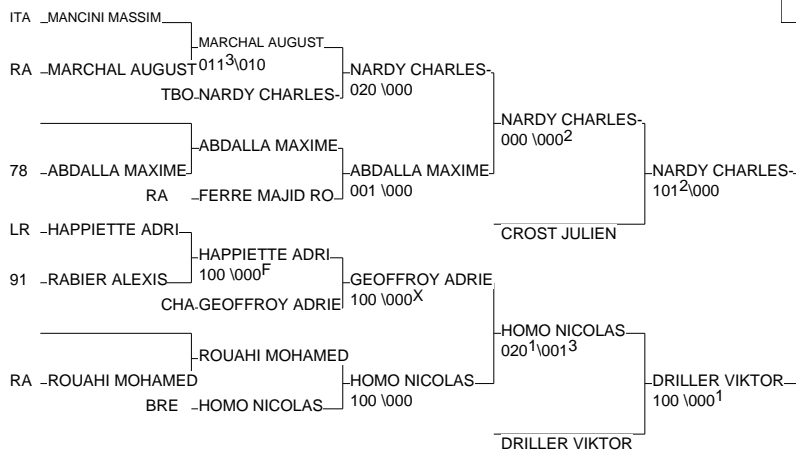 ITA MANCINI MASSIM
MARCHAL AUGUST
RA MARCHAL AUGUST 011³\010
NARDY CHARLES-
TBO NARDY CHARLES- 020 \000
NARDY CHARLES-
000 \000²
ABDALLA MAXIME
78 ABDALLA MAXIME
ABDALLA MAXIME
RA FERRE MAJID RO 001 \000
NARDY CHARLES-
101²\000
CROST JULIEN
LR HAPPIETTE ADRI
HAPPIETTE ADRI
100 \000F
91 RABIER ALEXIS
GEOFFROY ADRIE
CHA GEOFFROY ADRIE 100 \000X
HOMO NICOLAS
020¹\001³
ROUAHI MOHAMED
RA ROUAHI MOHAMED
HOMO NICOLAS
BRE HOMO NICOLAS 100 \000
DRILLER VIKTOR
100 \000¹
DRILLER VIKTOR